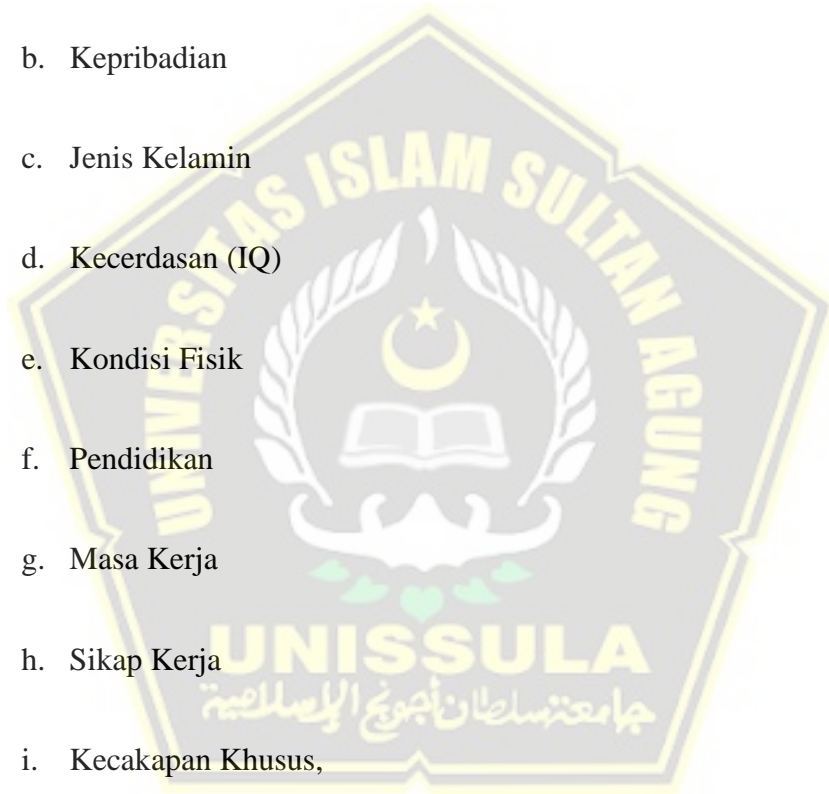 b. Kepribadian
c. Jenis Kelamin
UNIVERSITAS ISLAM SULTAN AGUNG
d. Kecerdasan (IQ)
e. Kondisi Fisik
f. Pendidikan
g. Masa Kerja
h. Sikap Kerja
UNISSULA
جامعة سلطان أجونج الإسلامية
i. Kecakapan Khusus,